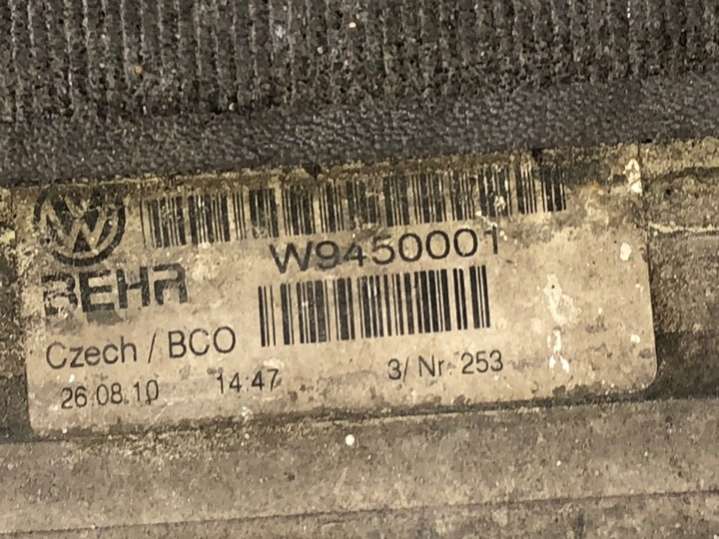 W9450001
BEHR
Czech / BCO
26.08.10 14:47 3/ Nr. 253